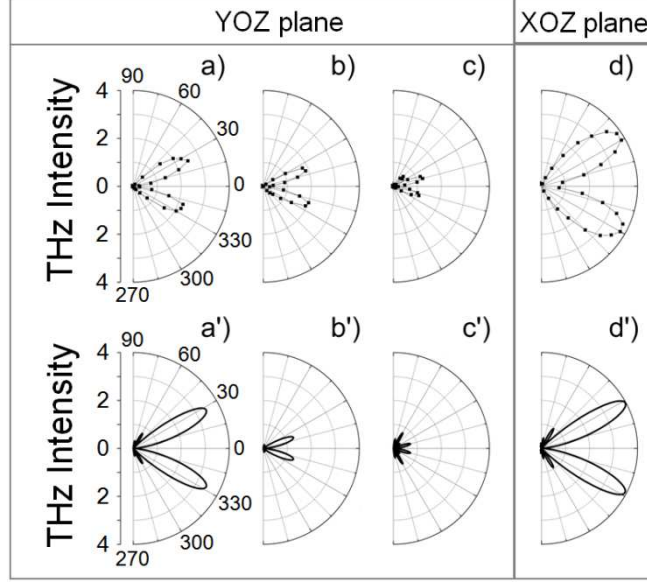 YOZ plane XOZ plane
a) b) c) d)
THz Intensity
4 2 0 2 4
90 60 30 0 330 300 270
a') b') c') d')
THz Intensity
4 2 0 2 4
90 60 30 0 330 300 270